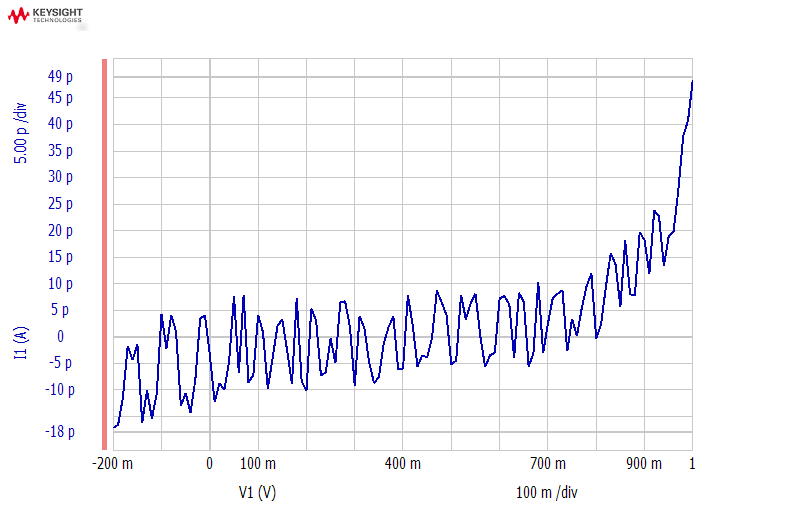 KEYSIGHT
TECHNOLOGIES
5.00 p /div
I1 (A)
49 p
45 p
40 p
35 p
30 p
25 p
20 p
15 p
10 p
5 p
0
-5 p
-10 p
-18 p
-200 m 0 100 m 400 m 700 m 900 m 1
V1 (V) 100 m /div